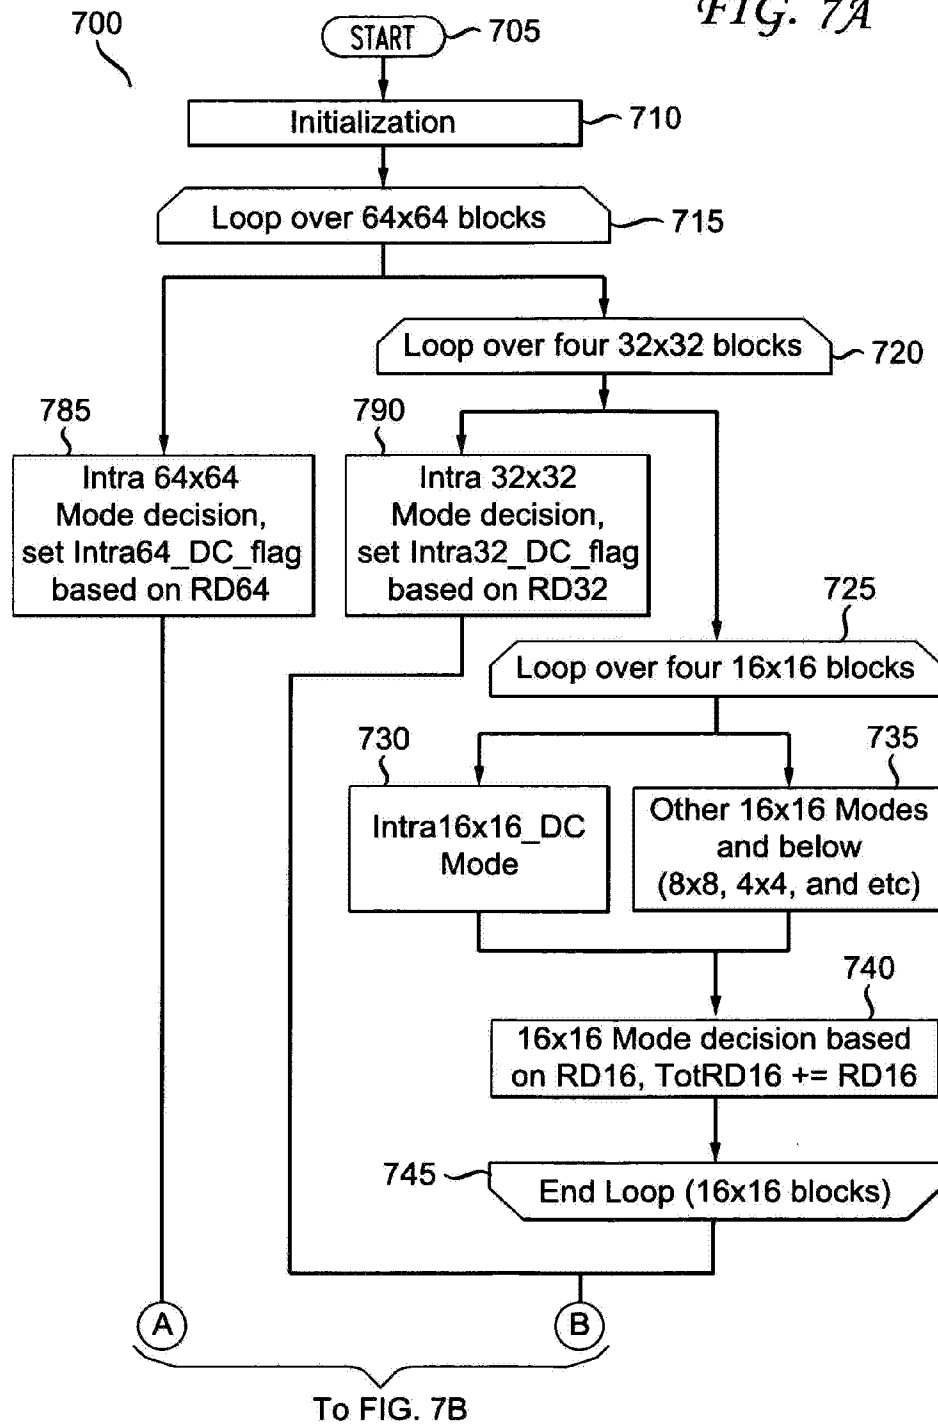 FIG. 7A
700
START
705
Initialization
710
Loop over 64x64 blocks
715
Loop over four 32x32 blocks
720
785
Intra 64x64
Mode decision,
set Intra64_DC_flag
based on RD64
790
Intra 32x32
Mode decision,
set Intra32_DC_flag
based on RD32
725
Loop over four 16x16 blocks
730
Intra16x16_DC
Mode
735
Other 16x16 Modes
and below
(8x8, 4x4, and etc)
740
16x16 Mode decision based
on RD16, TotRD16 += RD16
745
End Loop (16x16 blocks)
A
B
To FIG. 7B